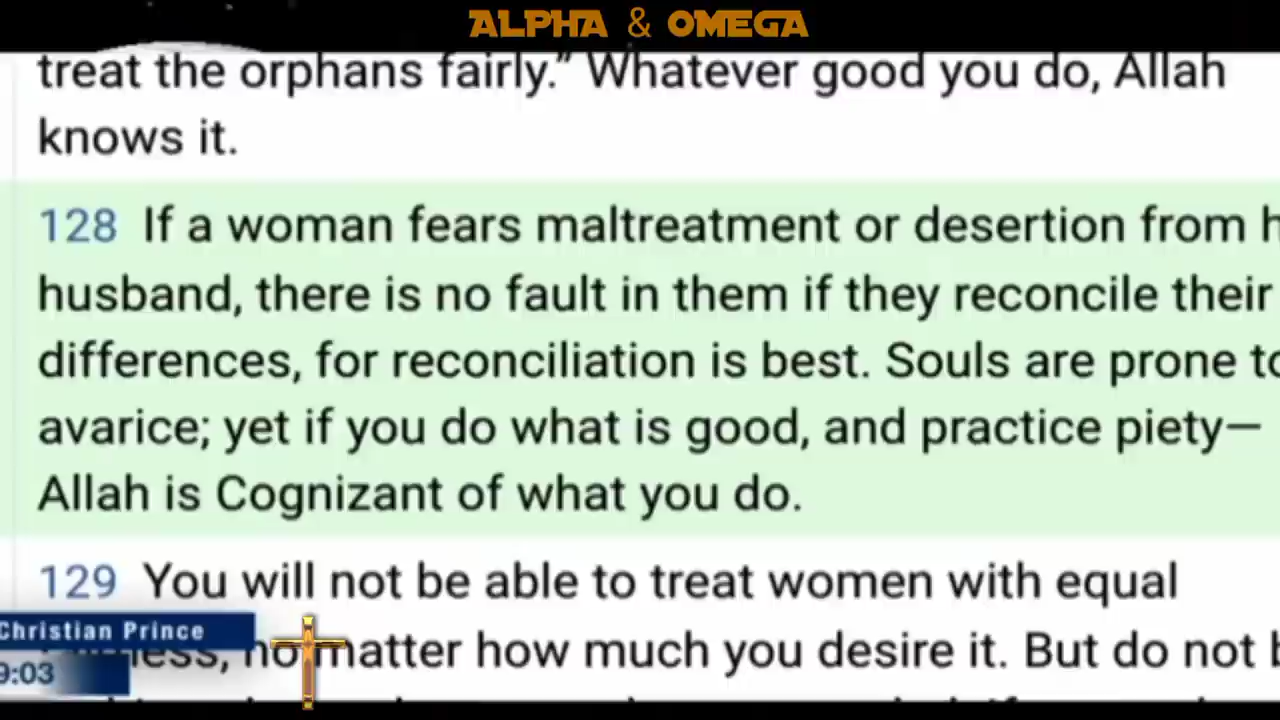 ALPHA & OMEGA
treat the orphans fairly.” Whatever good you do, Allah
knows it.
128 If a woman fears maltreatment or desertion from
husband, there is no fault in them if they reconcile their
differences, for reconciliation is best. Souls are prone
avarice; yet if you do what is good, and practice piety—
Allah is Cognizant of what you do.
129 You will not be able to treat women with equal
matter how much you desire it. But do not
Christian Prince
9:03